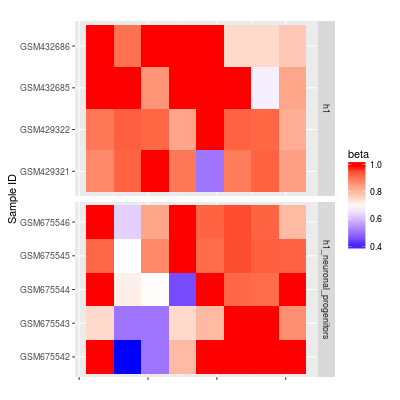 GSM432686
GSM432685
GSM429322
GSM429321
h1
GSM675546
GSM675545
GSM675544
GSM675543
GSM675542
h1_neuronal_progenitors
Sample ID
beta
1.0
0.8
0.6
0.4